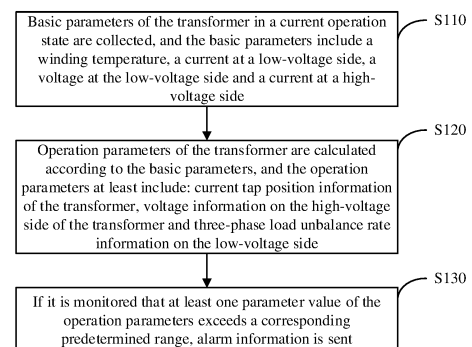 Basic parameters of the transformer in a current operation
state are collected, and the basic parameters include a
winding temperature, a current at a low-voltage side, a
voltage at the low-voltage side and a current at a high-
voltage side
S110
Operation parameters of the transformer are calculated
according to the basic parameters, and the operation
parameters at least include: current tap position information
of the transformer, voltage information on the high-voltage
side of the transformer and three-phase load unbalance rate
information on the low-voltage side
S120
If it is monitored that at least one parameter value of the
operation parameters exceeds a corresponding
predetermined range, alarm information is sent
S130